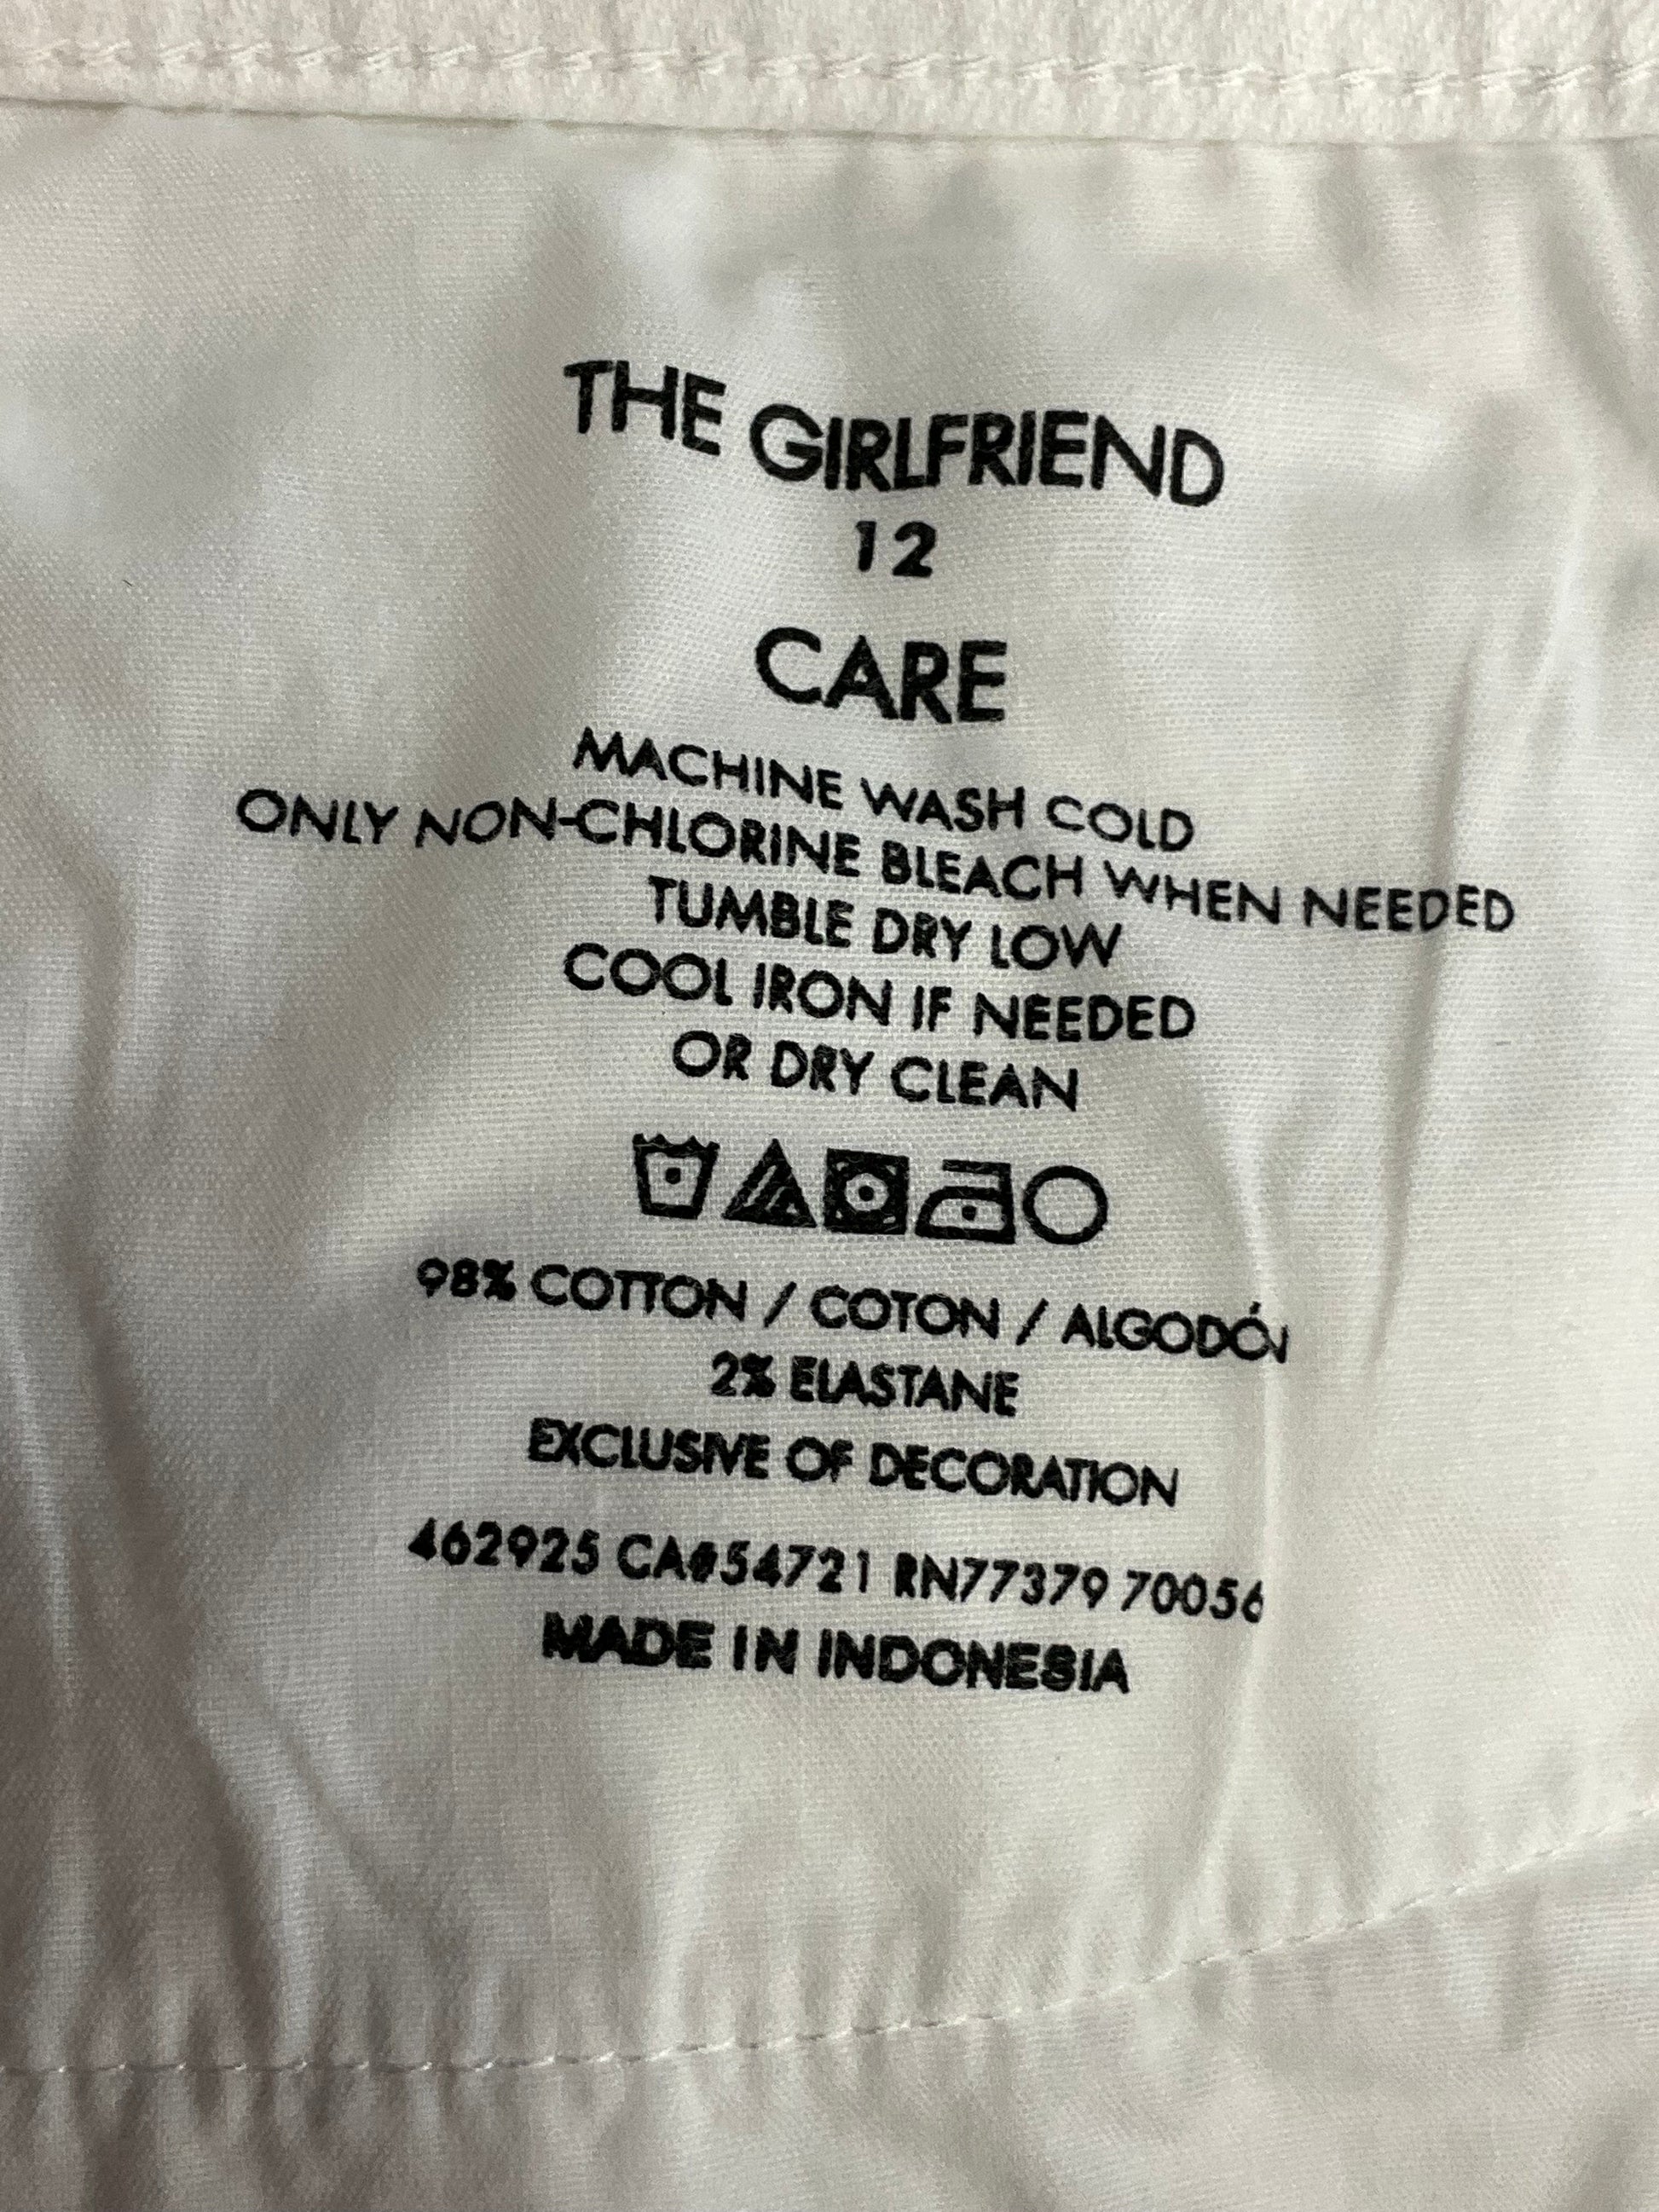 THE GIRLFRIEND
12
CARE
MACHINE WASH COLD
ONLY NON-CHLORINE BLEACH WHEN NEEDED
TUMBLE DRY LOW
COOL IRON IF NEEDED
OR DRY CLEAN
98% COTTON / COTON / ALGODÓN
2% ELASTANE
EXCLUSIVE OF DECORATION
462925 CA#54721 RN77379 70056
MADE IN INDONESIA